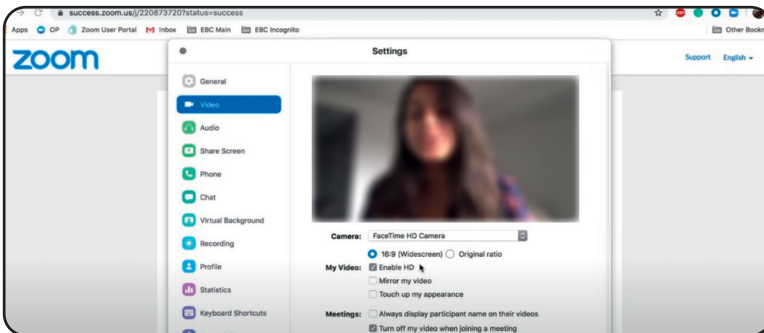 success.zoom.us/j/220873720?status=success
Apps OP Zoom User Portal Inbox EBC Main EBC Incognito Other Bookr
zoom
Support English
Settings
General
Video
Audio
Share Screen
Phone
Chat
Virtual Background
Recording
Profile
Statistics
Keyboard Shortcuts
Camera: FaceTime HD Camera
16:9 (Widescreen) Original ratio
My Video: Enable HD
Mirror my video
Touch up my appearance
Meetings: Always display participant name on their videos
Turn off my video when joining a meeting